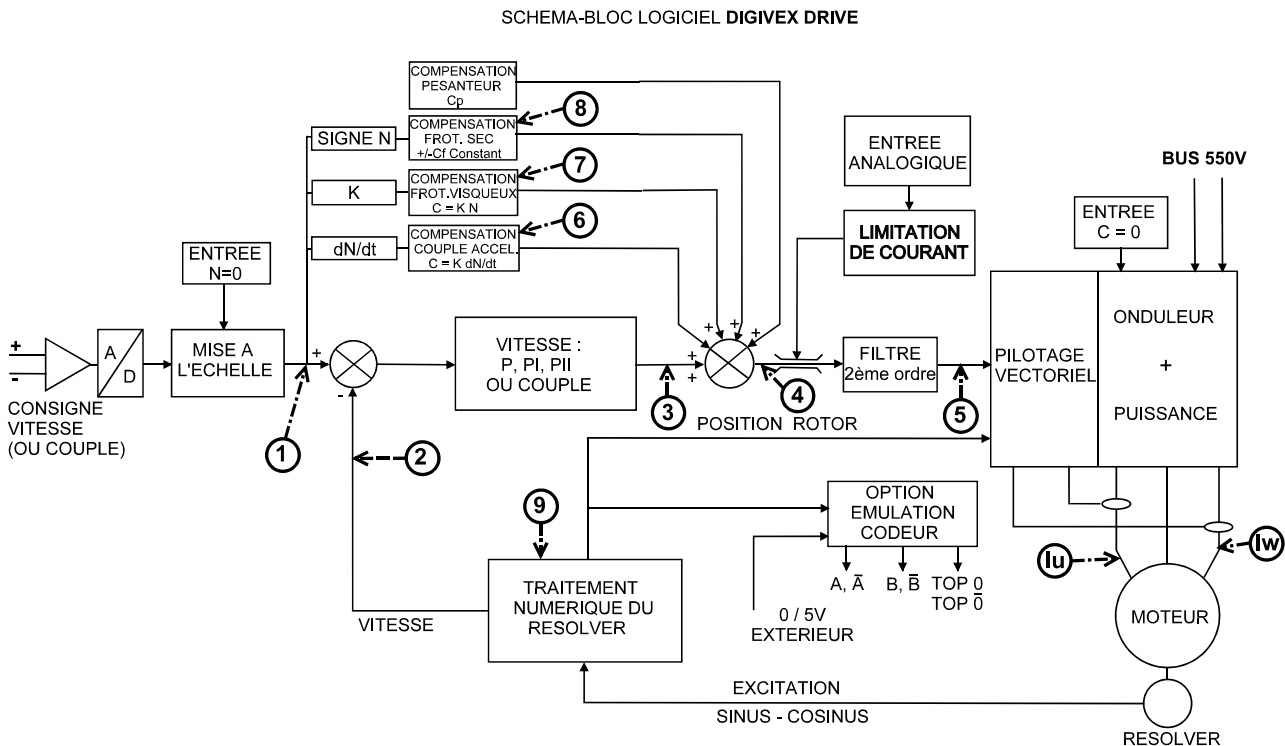 SCHEMA-BLOC LOGICIEL DIGIVEX DRIVE
COMPENSATION
PESANTEUR
Cp
8
SIGNE N
COMPENSATION
FROT. SEC
+/-Cf Constant
7
K
COMPENSATION
FROT.VISQUEUX
C = K N
6
dN/dt
COMPENSATION
COUPLE ACCEL.
C = K dN/dt
ENTREE
ANALOGIQUE
LIMITATION
DE COURANT
BUS 550V
ENTREE
C = 0
ENTREE
N=0
+
-
A
D
MISE A
L'ECHELLE
+
-
VITESSE :
P, PI, PII
OU COUPLE
+
+
+
+
+
+
FILTRE
2ème ordre
PILOTAGE
VECTORIEL
ONDULEUR
+
PUISSANCE
CONSIGNE
VITESSE
(OU COUPLE)
1
2
3
4
5
POSITION ROTOR
9
OPTION
EMULATION
CODEUR
A, A̅
B, B̅
TOP 0
TOP 0̅
0 / 5V
EXTERIEUR
Iu
Iw
TRAITEMENT
NUMERIQUE DU
RESOLVER
VITESSE
MOTEUR
EXCITATION
SINUS - COSINUS
RESOLVER